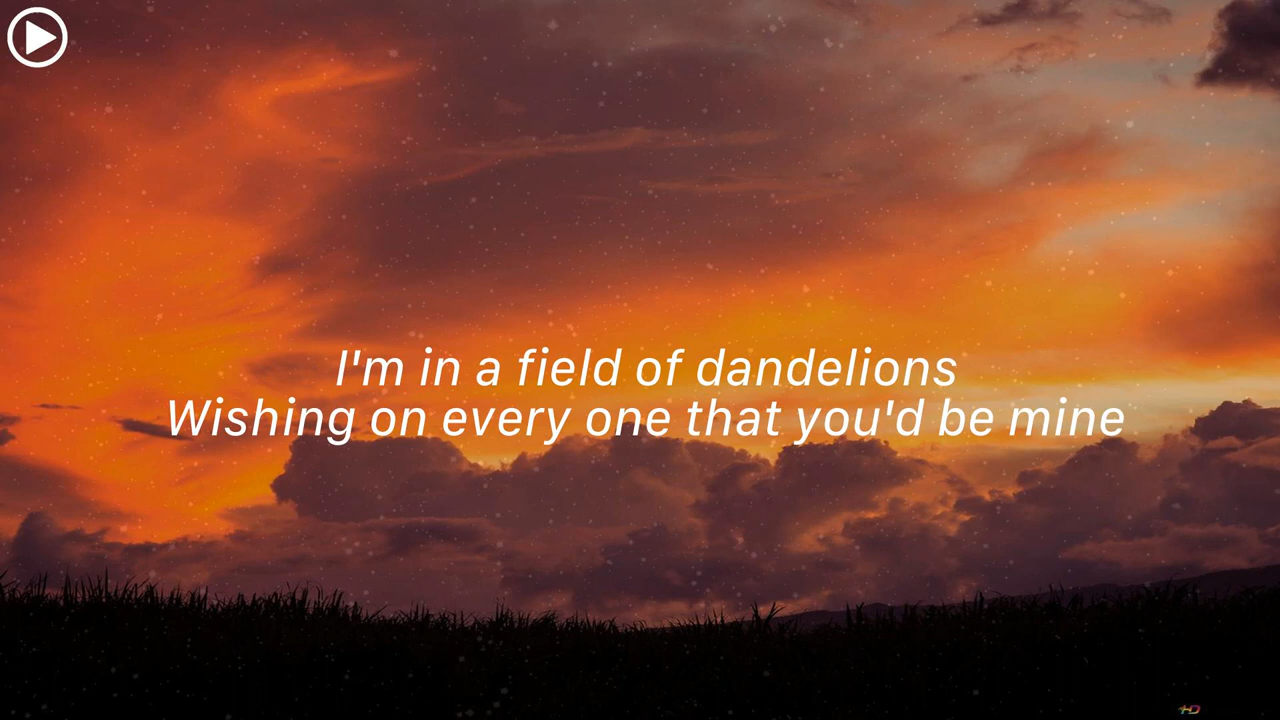 I'm in a field of dandelions
Wishing on every one that you'd be mine